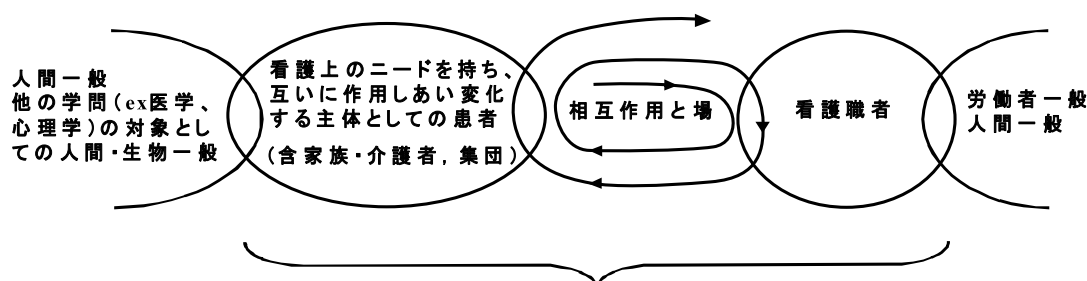 人間一般
他の学問(ex医学、
心理学)の対象とし
ての人間・生物一般
看護上のニードを持ち、
互いに作用しあい変化
する主体としての患者
(含家族・介護者,集団)
相互作用と場
看護職者
労働者一般
人間一般